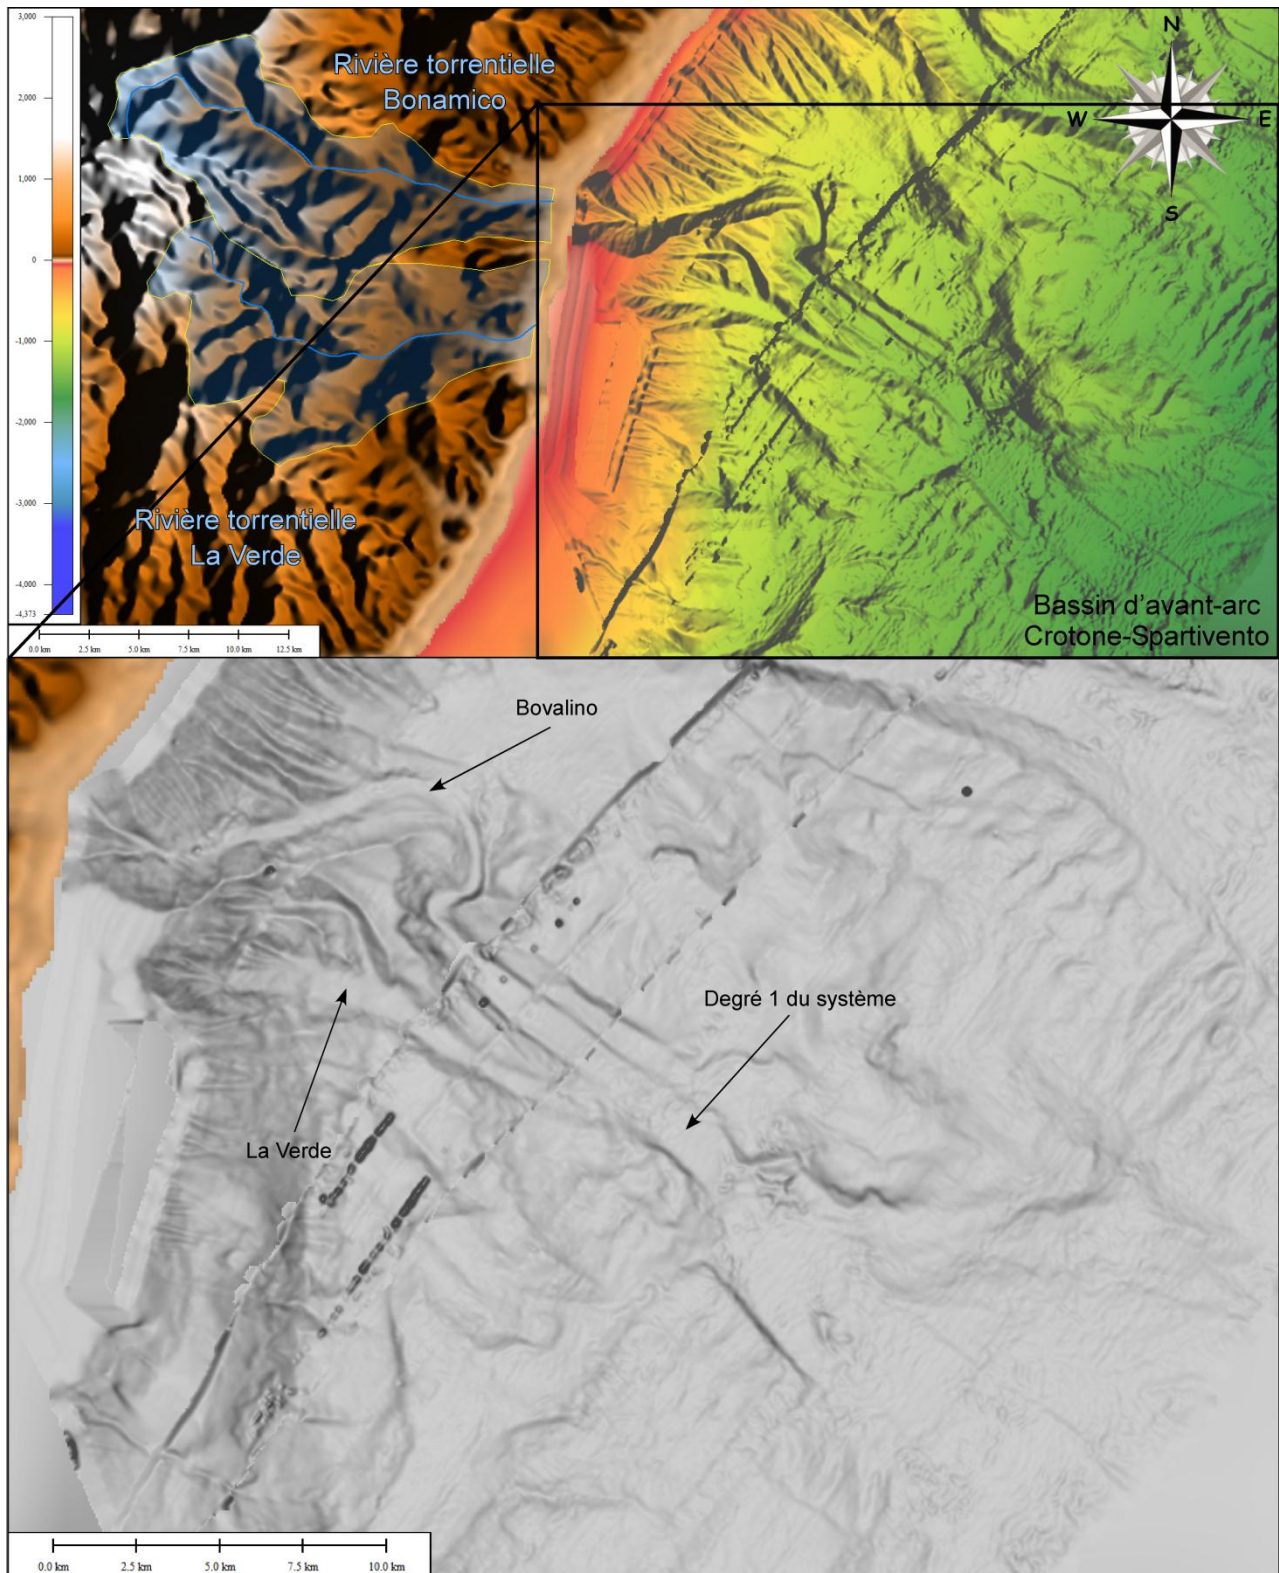 3,000
2,000
1,000
0
-1,000
-2,000
-3,000
-4,000
-4,373
0.0 km 2.5 km 5.0 km 7.5 km 10.0 km 12.5 km
Rivière torrentielle
Bonamico
Rivière torrentielle
La Verde
N
W E
S
Bassin d'avant-arc
Crotone-Spartivento
Bovalino
Degré 1 du système
La Verde
0.0 km 2.5 km 5.0 km 7.5 km 10.0 km